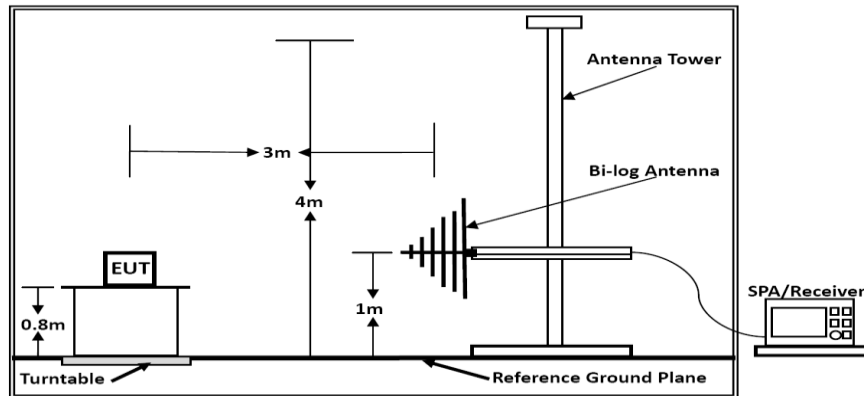 Antenna Tower
3m
Bi-log Antenna
4m
EUT
SPA/Receiver
0.8m
1m
Turntable
Reference Ground Plane